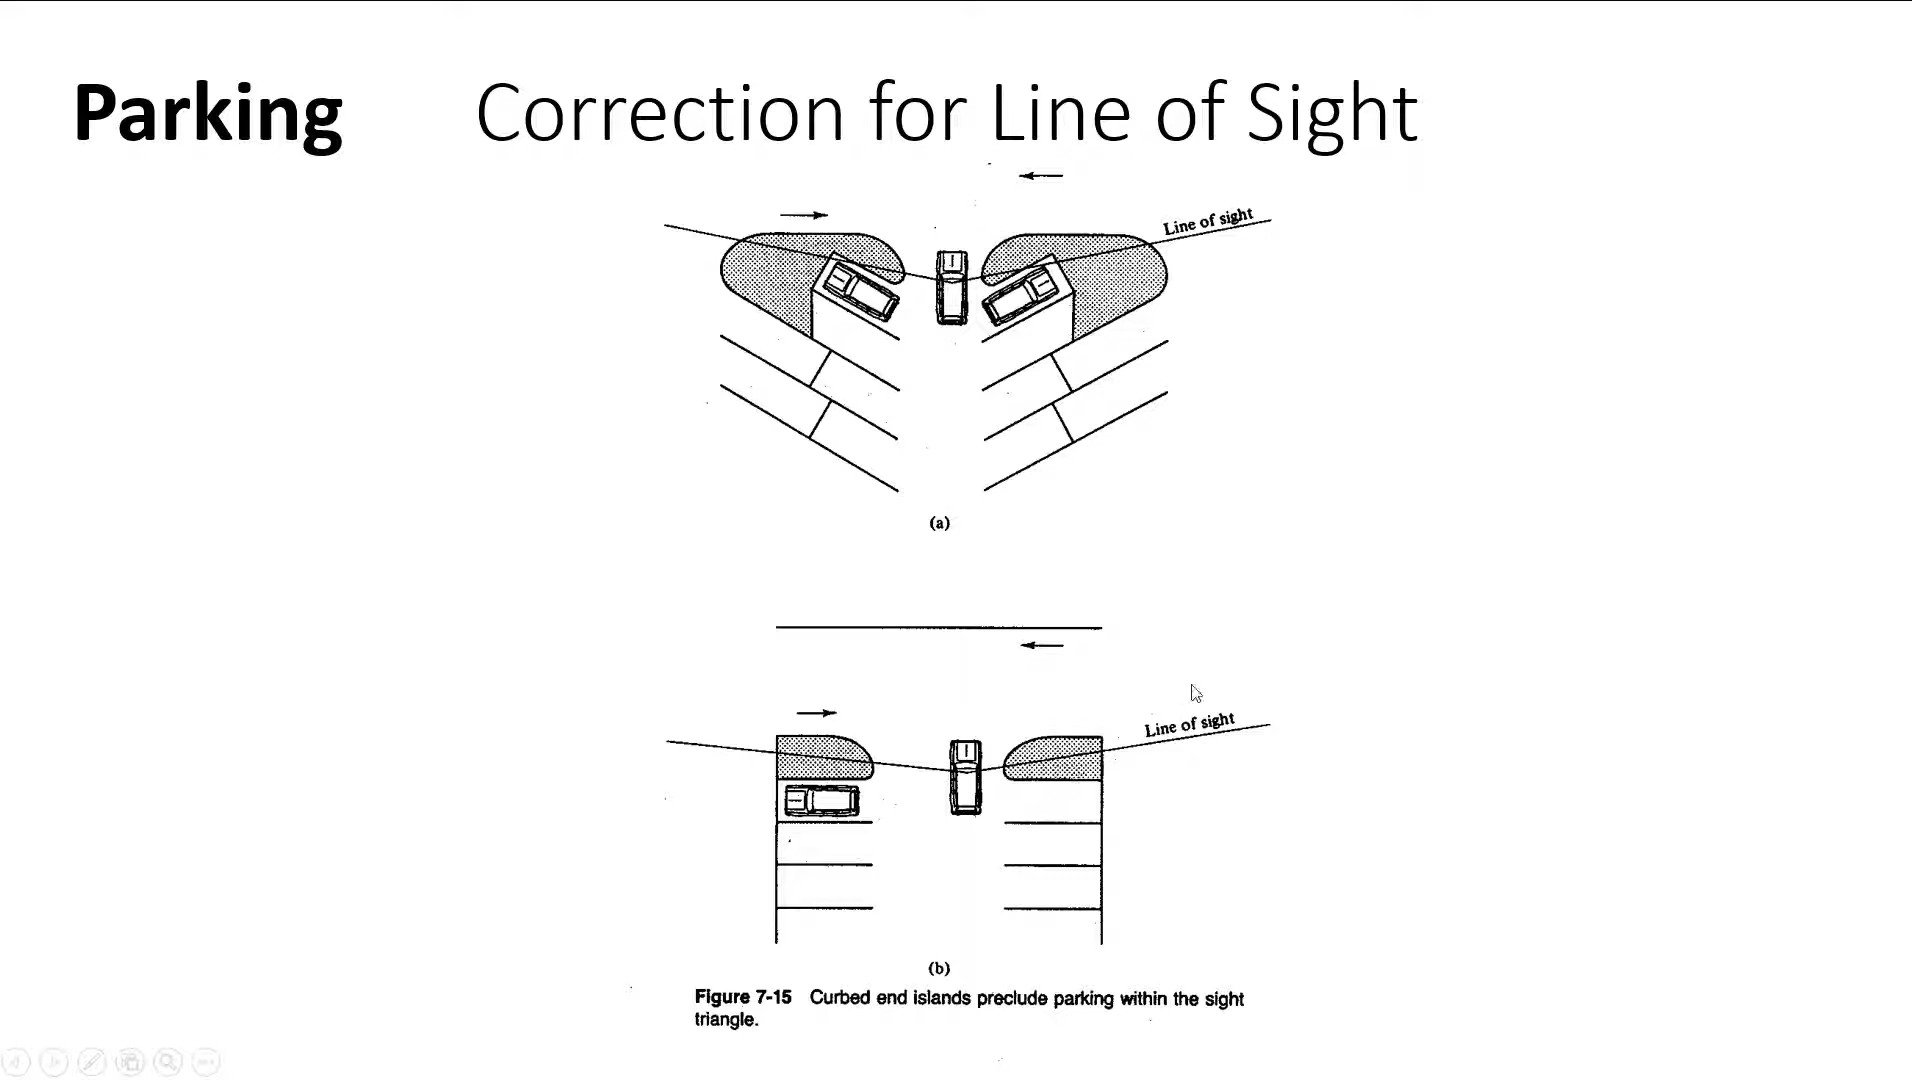 Parking Correction for Line of Sight
Line of sight
(a)
Line of sight
(b)
Figure 7-15 Curbed end islands preclude parking within the sight
triangle.